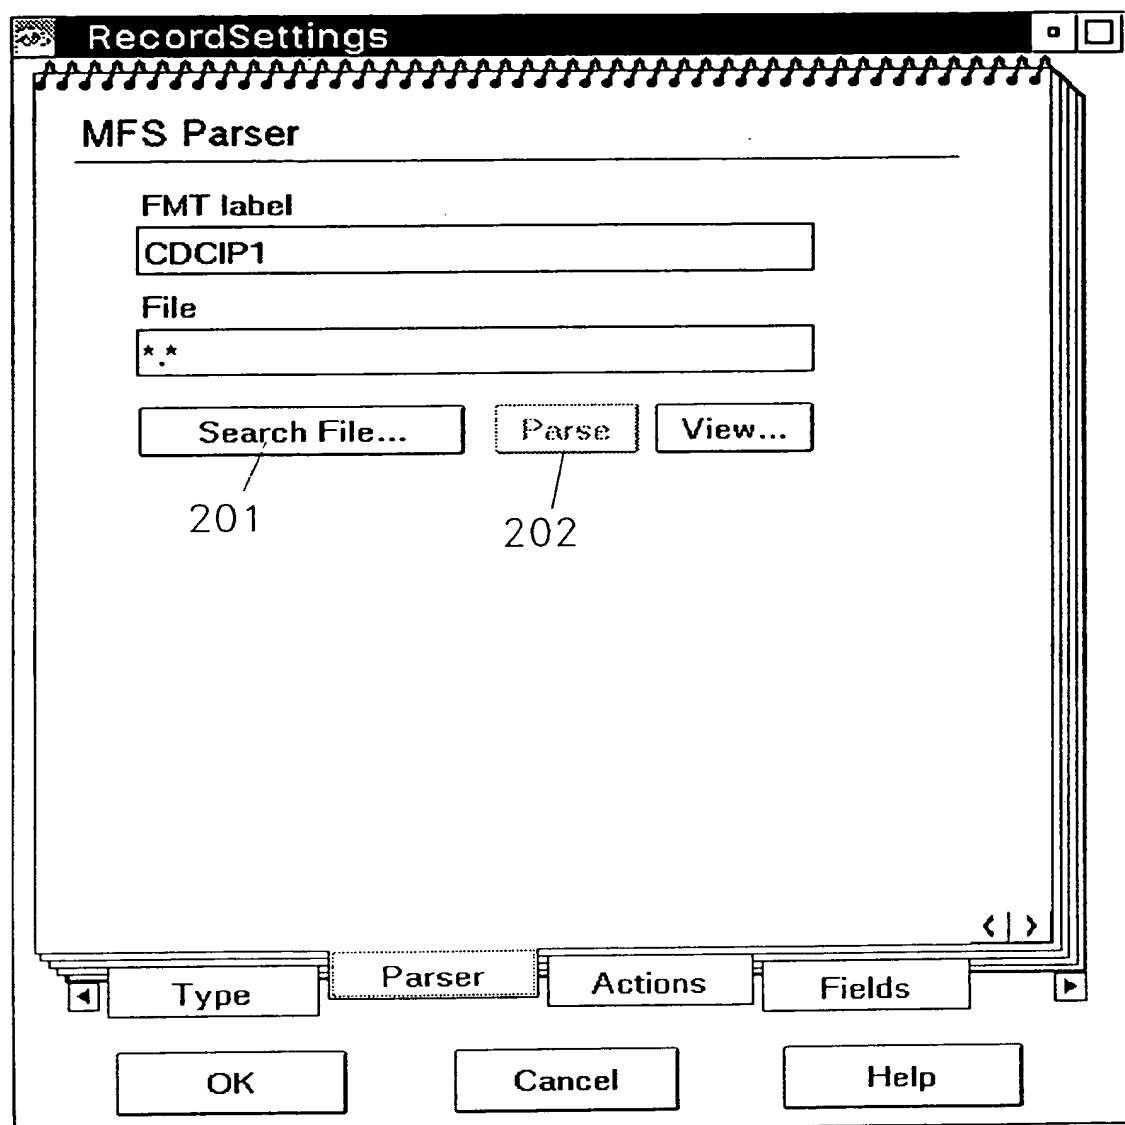 RecordSettings
MFS Parser
FMT label
CDCIP1
File
*.*
Search File... Parse View...
201 202
< | >
Type Parser Actions Fields
OK Cancel Help